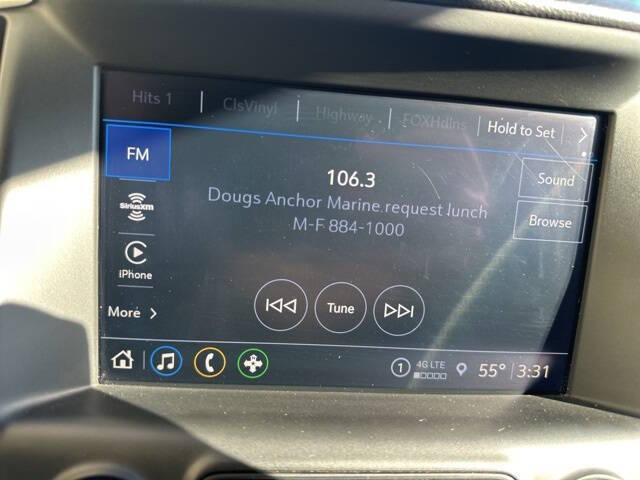 Hits 1 ClsVinyl Highway FOXHdlns Hold to Set
FM
106.3
Sound
Dougs Anchor Marine request lunch
M-F 884-1000
SiriusXM
Browse
iPhone
More
Tune
1 4G LTE 55° 3:31